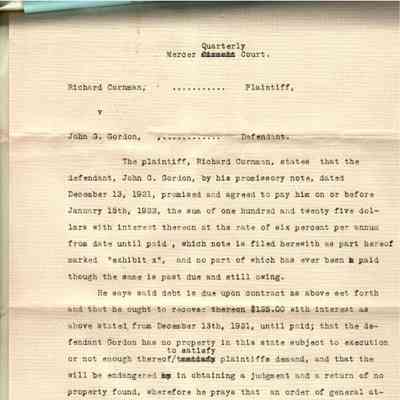 Quarterly
Mercer Circuit Court.
Richard Curnman, ........... Plaintiff,
v
John G. Gordon, ,............ Defendant.
The plaintiff, Richard Curnman, states that the
defendant, John G. Gordon, by his promissory note, dated
December 13, 1921, promised and agreed to pay him on or before
January 15th, 1922, the sum of one hundred and twenty five dol-
lars with interest thereon at the rate of six percent per annum
from date until paid , which note is filed herewith as part hereof
marked "exhibit x", and no part of which has ever been paid
though the same is past due and still owing.
He says said debt is due upon contract as above set forth
and that he ought to recover thereon $125.00 with interest as
above stated from December 13th, 1921, until paid; that the de-
fendant Gordon has no property in this state subject to execution
to satisfy
or not enough thereof/ plaintiffs demand, and that the
will be endangered in obtaining a judgment and a return of no
property found, wherefore he prays that an order of general at-